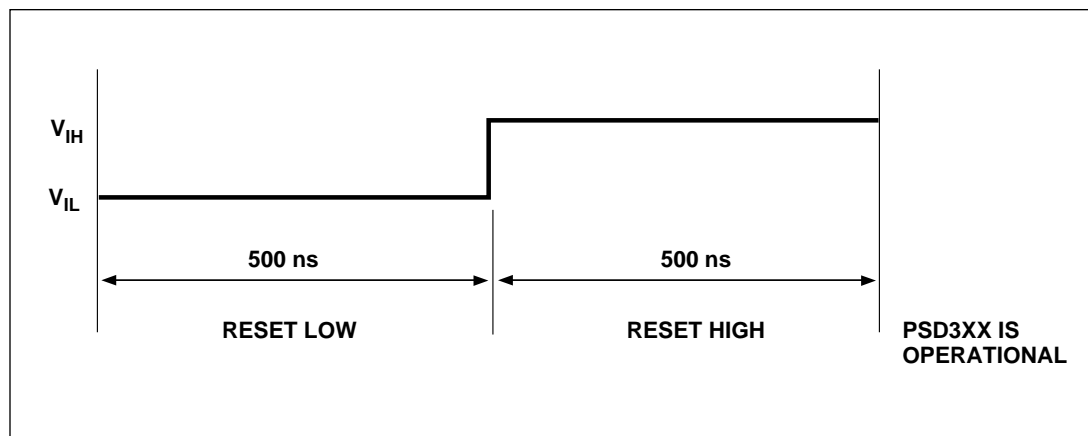 VIH
VIL
500 ns
500 ns
RESET LOW
RESET HIGH
PSD3XX IS
OPERATIONAL